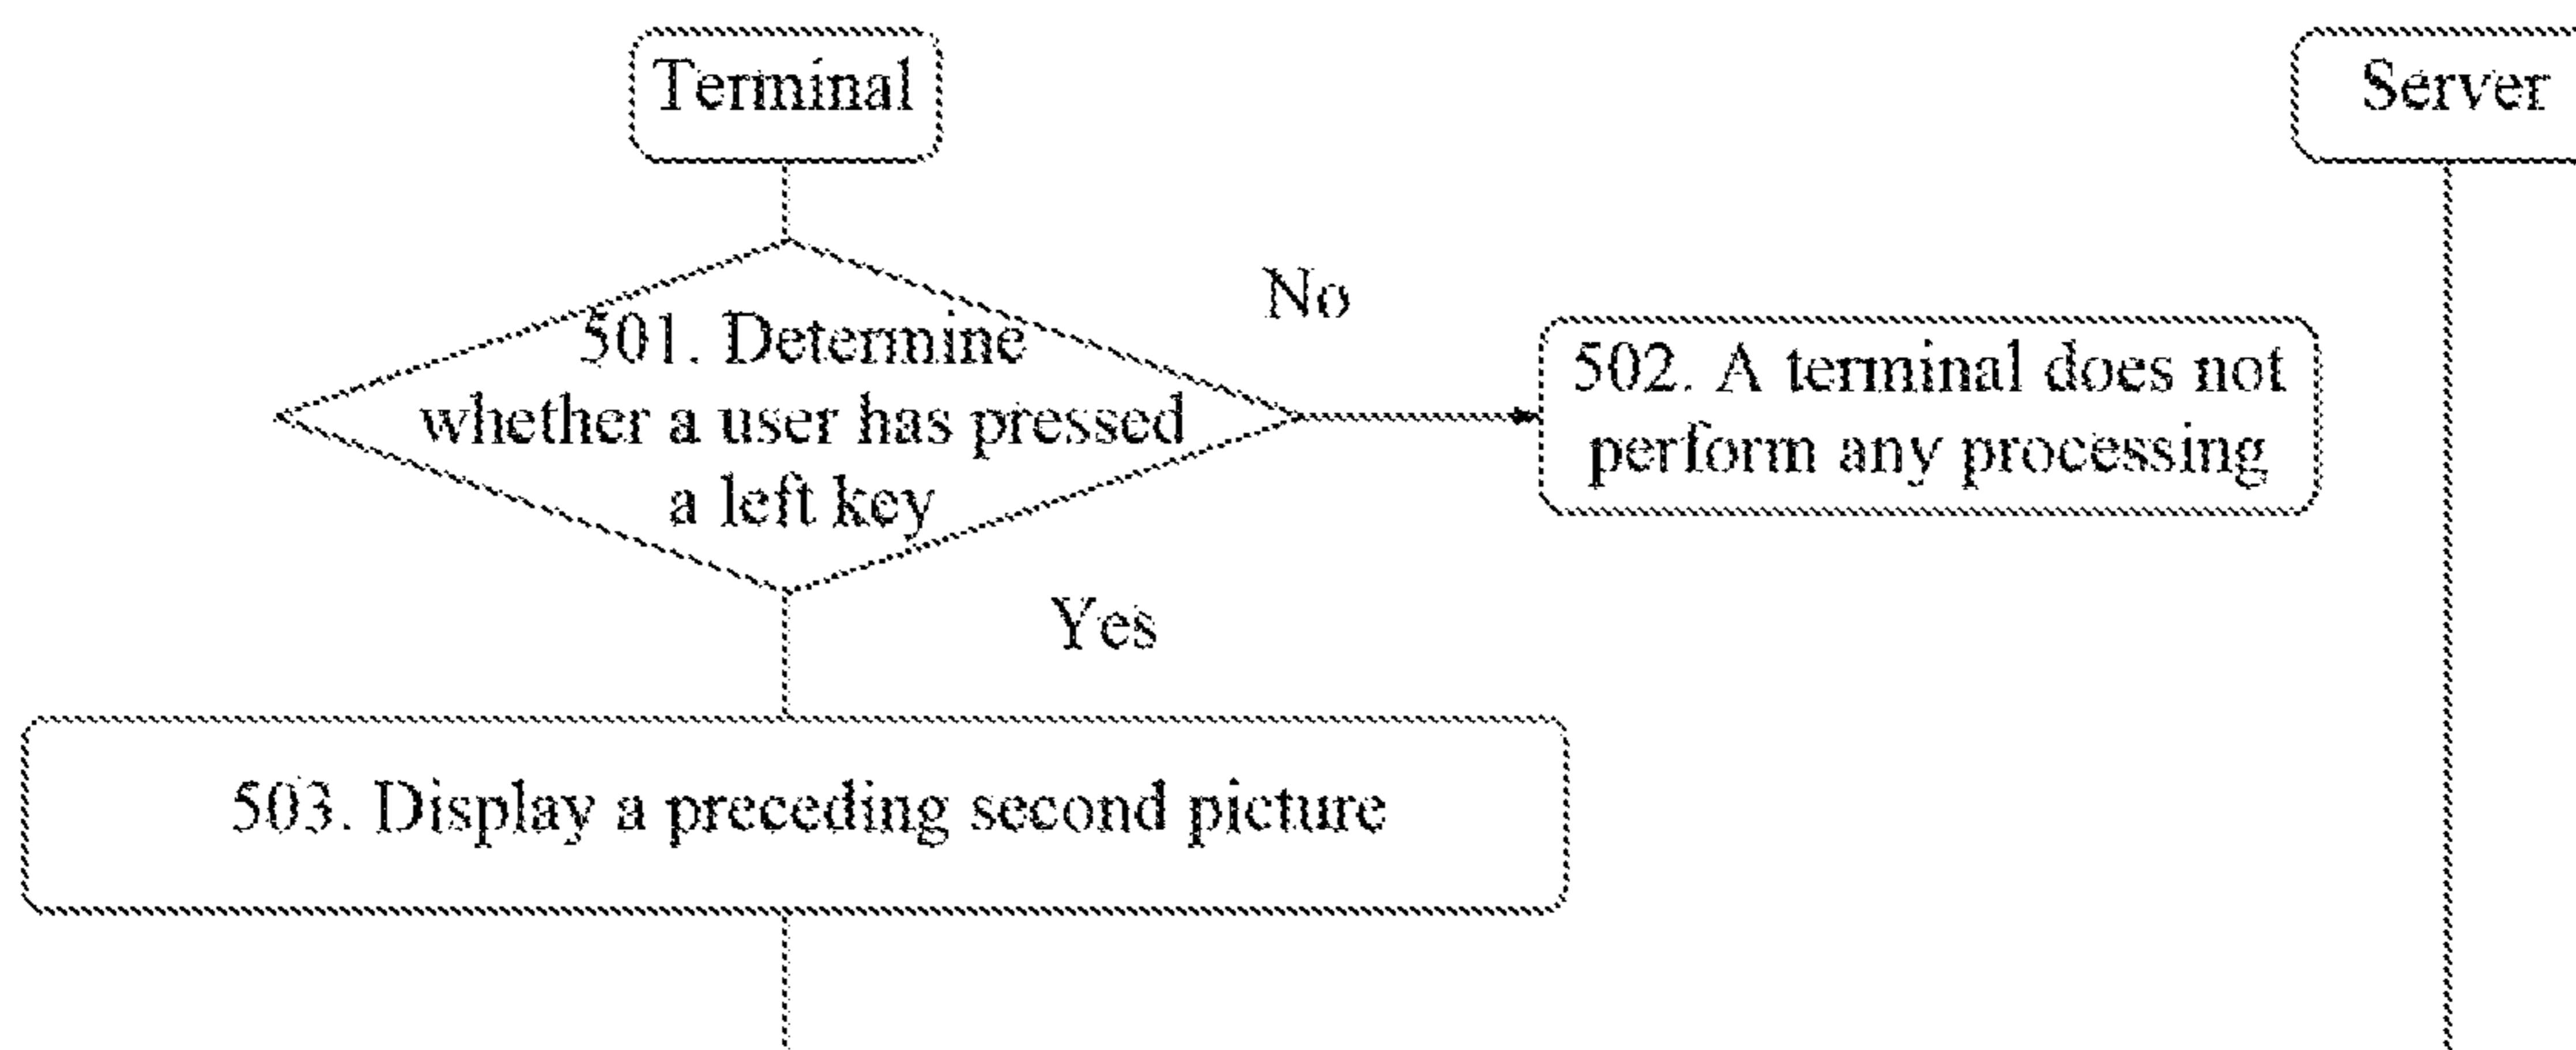 Terminal
Server
501. Determine
whether a user has pressed
a left key
No
502. A terminal does not
perform any processing
Yes
503. Display a preceding second picture